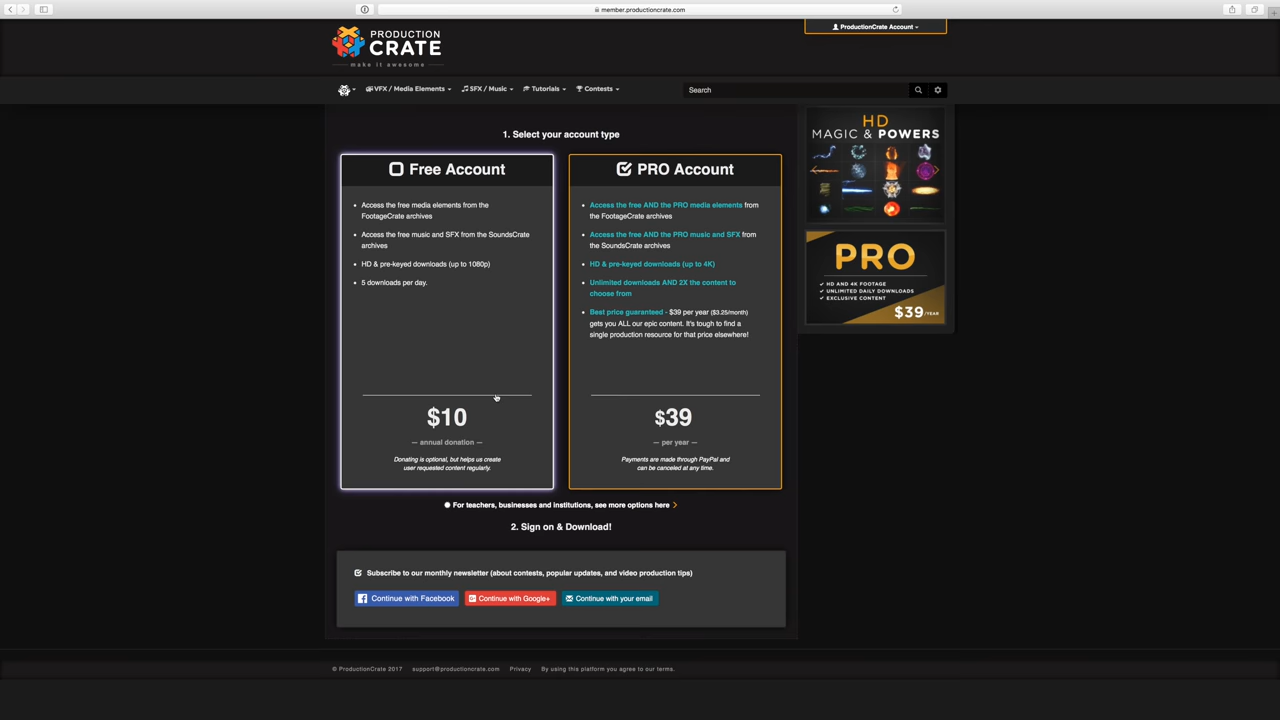 member.productioncrate.com
PRODUCTION
CRATE
make it awesome
ProductionCrate Account
VFX / Media Elements
SFX / Music
Tutorials
Contests
Search
1. Select your account type
Free Account
Access the free media elements from the
FootageCrate archives
Access the free music and SFX from the SoundsCrate
archives
HD & pre-keyed downloads (up to 1080p)
5 downloads per day.
$10
— annual donation —
Donating is optional, but helps us create
user requested content regularly.
PRO Account
Access the free AND the PRO media elements from
the FootageCrate archives
Access the free AND the PRO music and SFX from
the SoundsCrate archives
HD & pre-keyed downloads (up to 4K)
Unlimited downloads AND 2X the content to
choose from
Best price guaranteed - $39 per year ($3.25/month)
gets you ALL our epic content. It's tough to find a
single production resource for that price elsewhere!
$39
— per year —
Payments are made through PayPal and
can be canceled at any time.
HD
MAGIC & POWERS
PRO
HD AND 4K FOOTAGE
UNLIMITED DAILY DOWNLOADS
EXCLUSIVE CONTENT
$39/YEAR
For teachers, businesses and institutions, see more options here
2. Sign on & Download!
Subscribe to our monthly newsletter (about contests, popular updates, and video production tips)
Continue with Facebook
Continue with Google+
Continue with your email
© ProductionCrate 2017
support@productioncrate.com
Privacy
By using this platform you agree to our terms.